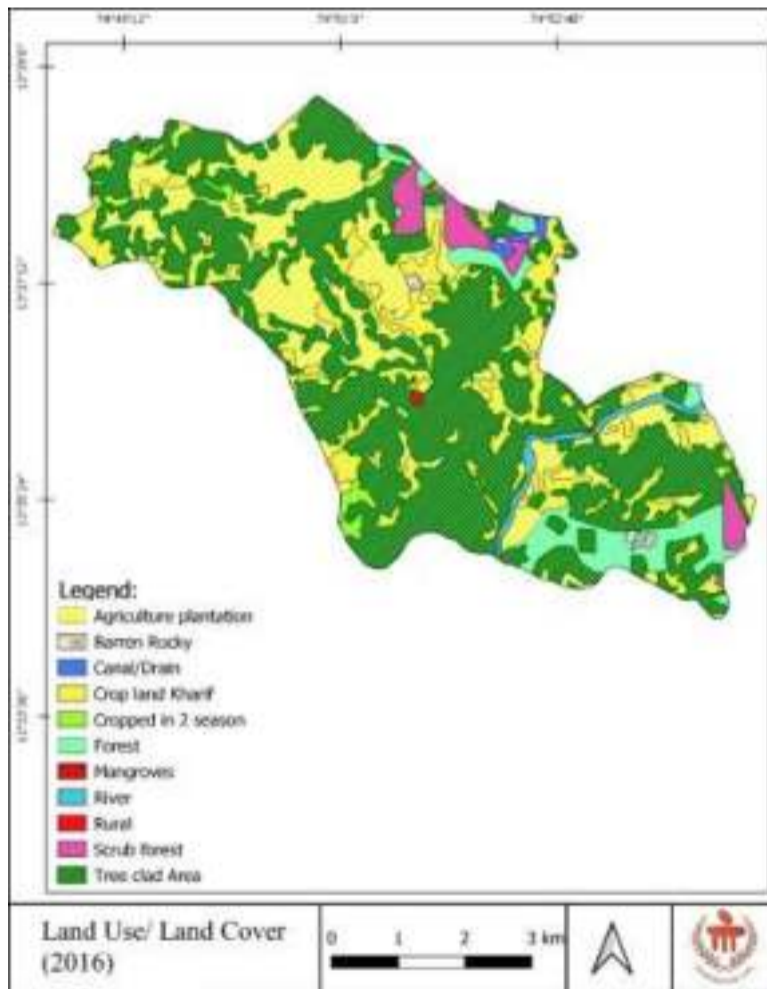 Legend:
Agriculture plantation
Barren Rocky
Canal/Drain
Crop land Kharif
Cropped in 2 season
Forest
Mangroves
River
Rural
Scrub forest
Tree clad Area
Land Use/ Land Cover
(2016)
0 1 2 3 km